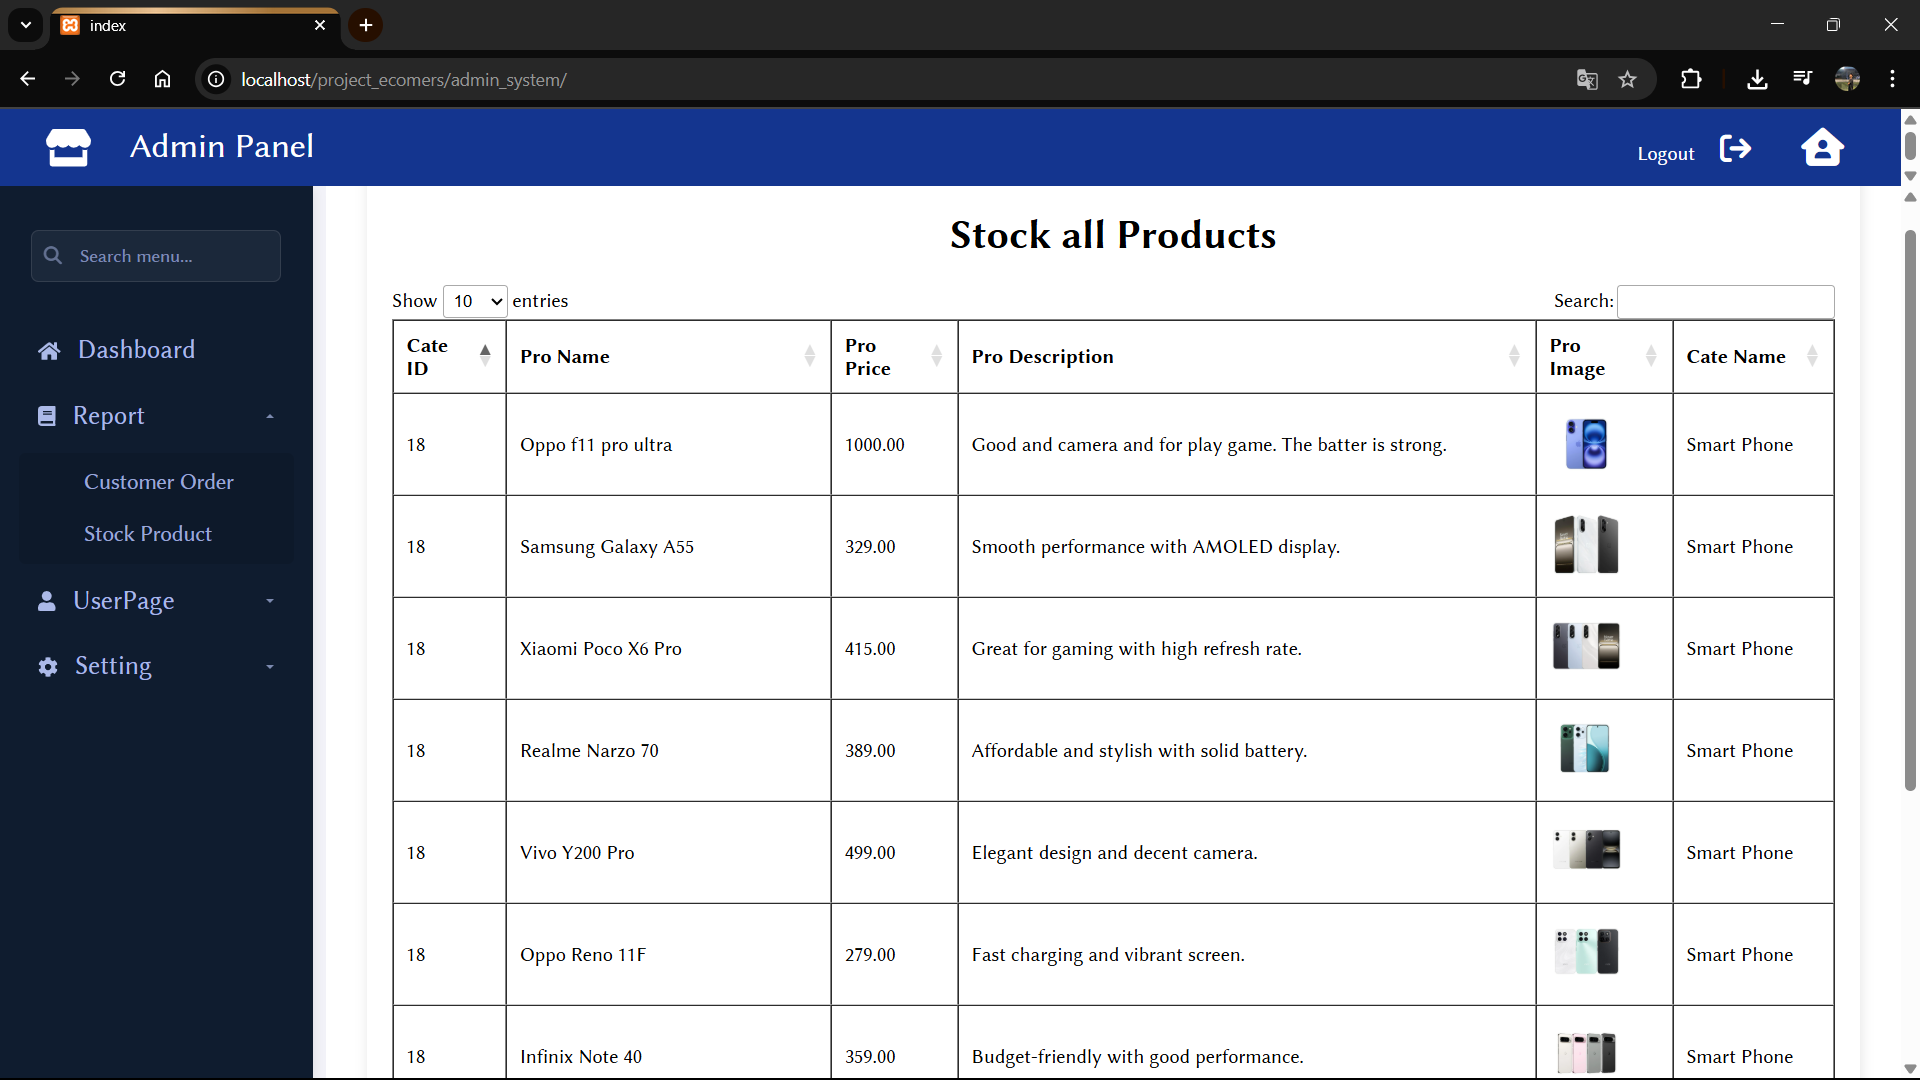 index
localhost/project_ecomers/admin_system/
Admin Panel
Logout
Search menu...
Dashboard
Report
Customer Order
Stock Product
UserPage
Setting
Stock all Products
Show 10 entries
Search:
Cate ID Pro Name Pro Price Pro Description Pro Image Cate Name
18 Oppo f11 pro ultra 1000.00 Good and camera and for play game. The batter is strong. Smart Phone
18 Samsung Galaxy A55 329.00 Smooth performance with AMOLED display. Smart Phone
18 Xiaomi Poco X6 Pro 415.00 Great for gaming with high refresh rate. Smart Phone
18 Realme Narzo 70 389.00 Affordable and stylish with solid battery. Smart Phone
18 Vivo Y200 Pro 499.00 Elegant design and decent camera. Smart Phone
18 Oppo Reno 11F 279.00 Fast charging and vibrant screen. Smart Phone
18 Infinix Note 40 359.00 Budget-friendly with good performance. Smart Phone